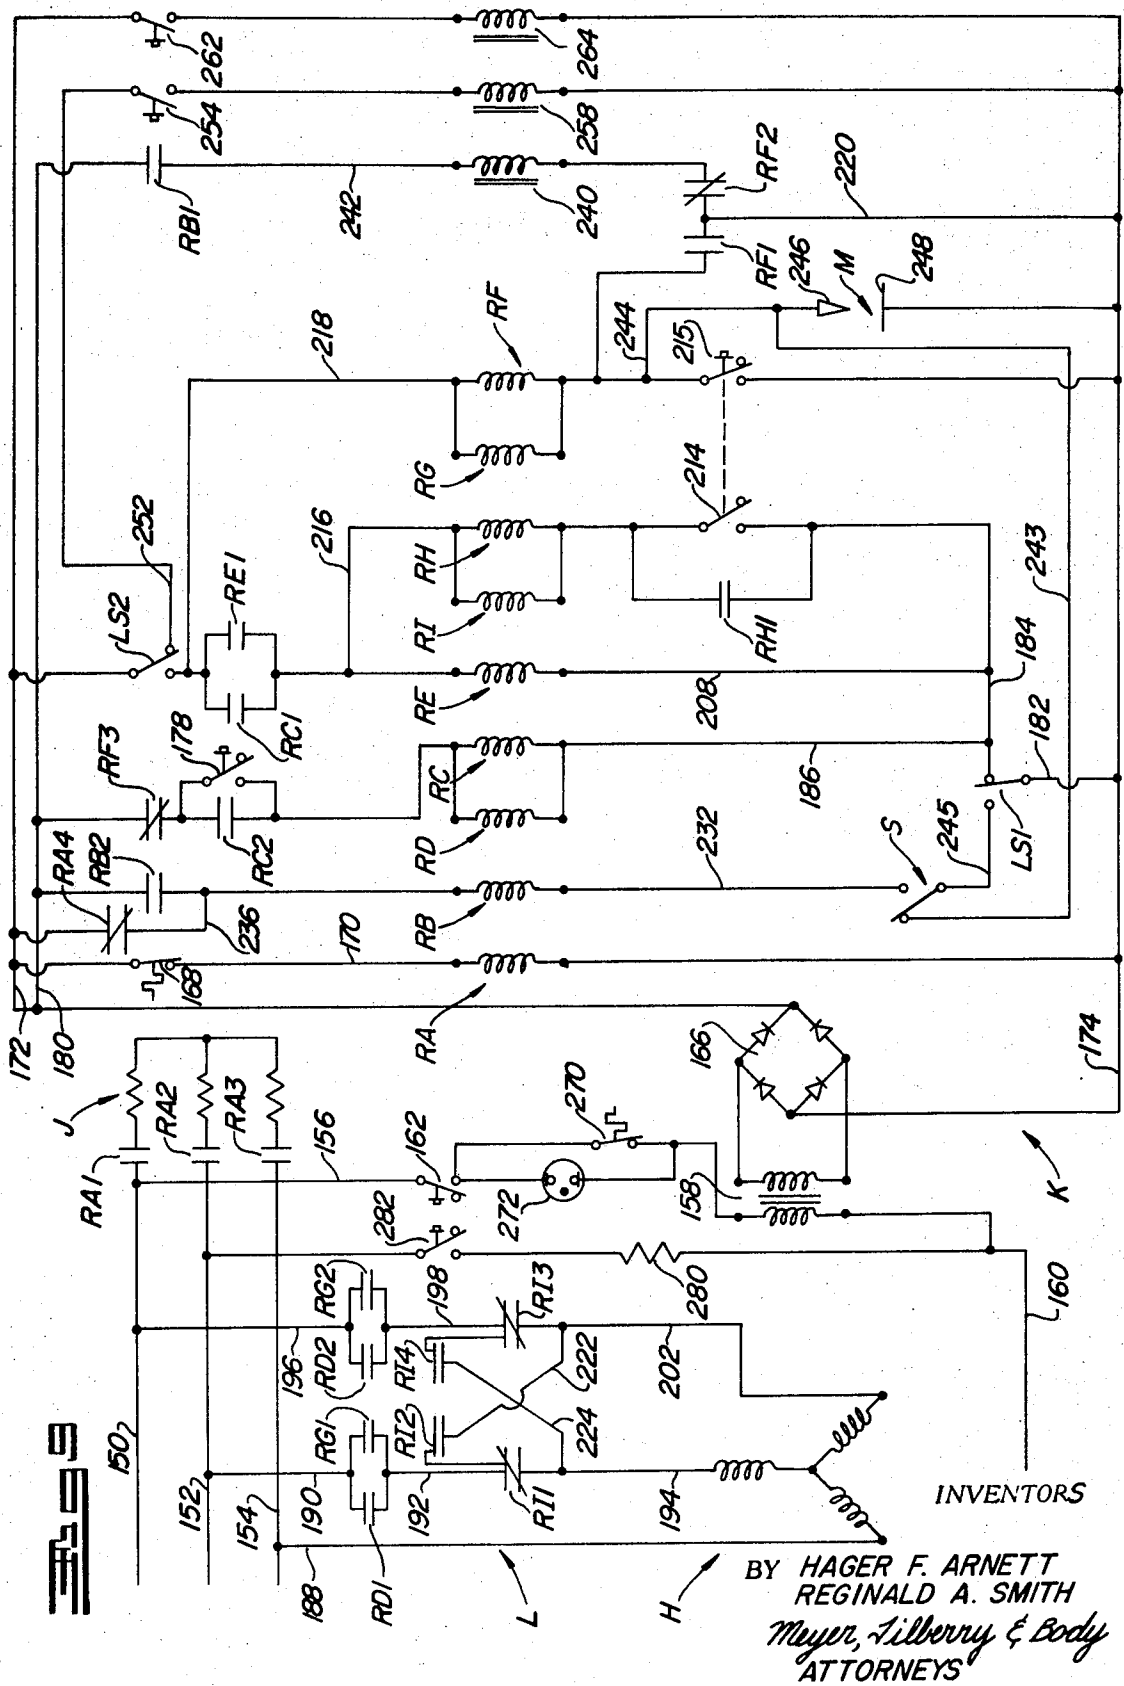 262
264
254
258
RB1
242
240
RF2
220
RF1
246
M
248
218
RF
244
215
RG
214
252
LS2
RE1
216
RH
RI
RH1
243
RE
208
184
RC1
178
RF3
RC
182
RC2
186
LS1
RA4
RB2
RD
232
S
245
236
RB
170
168
172
180
RA
166
174
J
RA2
RA3
RA1
156
162
270
272
158
K
282
280
160
RG2
198
RI3
196
RD2
RI4
222
202
FIG. 9
150
RG1
RI2
224
152
190
192
RI1
194
154
188
RD1
L
H
INVENTORS
BY HAGER F. ARNETT
REGINALD A. SMITH
Meyer, Tilberry & Body
ATTORNEYS